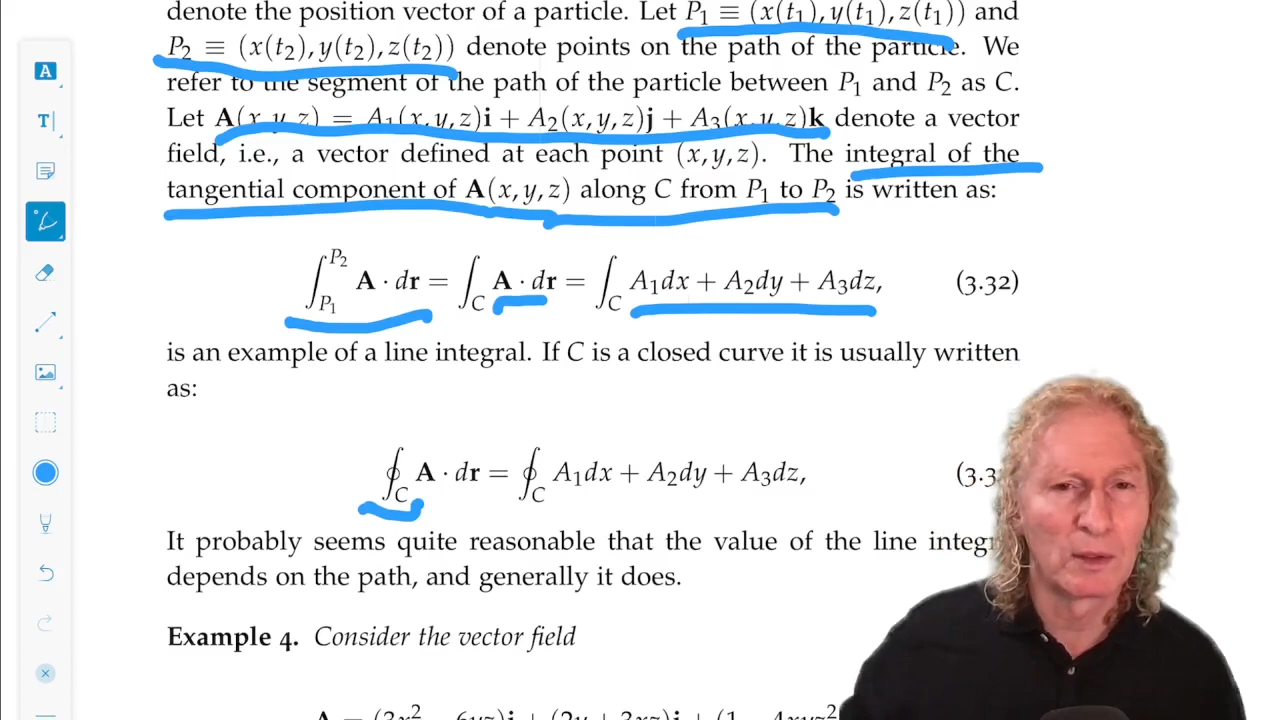 denote the position vector of a particle. Let P₁ ≡ (x(t₁), y(t₁), z(t₁)) and
P₂ ≡ (x(t₂), y(t₂), z(t₂)) denote points on the path of the particle. We
refer to the segment of the path of the particle between P₁ and P₂ as C.
Let A(x, y, z) = A₁(x, y, z)i + A₂(x, y, z)j + A₃(x, y, z)k denote a vector
field, i.e., a vector defined at each point (x, y, z). The integral of the
tangential component of A(x, y, z) along C from P₁ to P₂ is written as:
∫_{P₁}^{P₂} A · dr = ∫_C A · dr = ∫_C A₁dx + A₂dy + A₃dz, (3.32)
is an example of a line integral. If C is a closed curve it is usually written
as:
∮_C A · dr = ∮_C A₁dx + A₂dy + A₃dz, (3.3
It probably seems quite reasonable that the value of the line integr
depends on the path, and generally it does.
Example 4. Consider the vector field